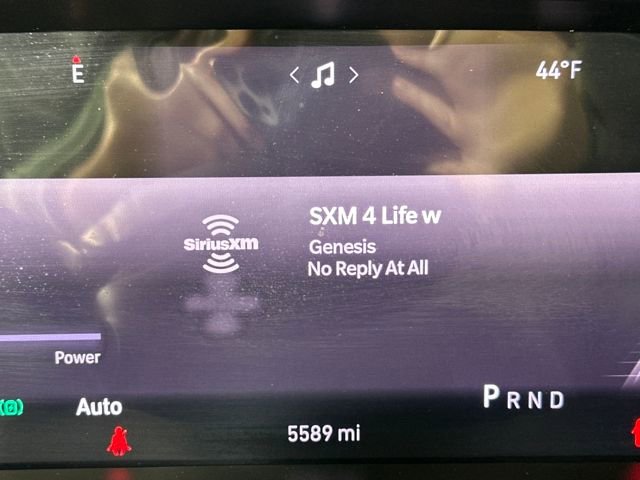 E
44°F
SXM 4 Life w
SiriusXM
Genesis
No Reply At All
Power
PRND
Auto
5589 mi